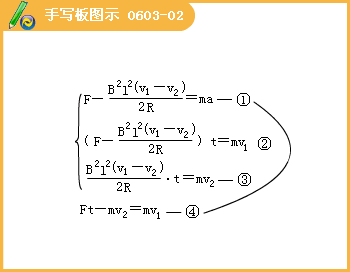 手写板图示 0603-02
F－B²l²(v₁－v₂)/2R＝ma — ①
(F－B²l²(v₁－v₂)/2R) t＝mv₁ ②
B²l²(v₁－v₂)/2R·t＝mv₂ — ③
Ft－mv₂＝mv₁ — ④